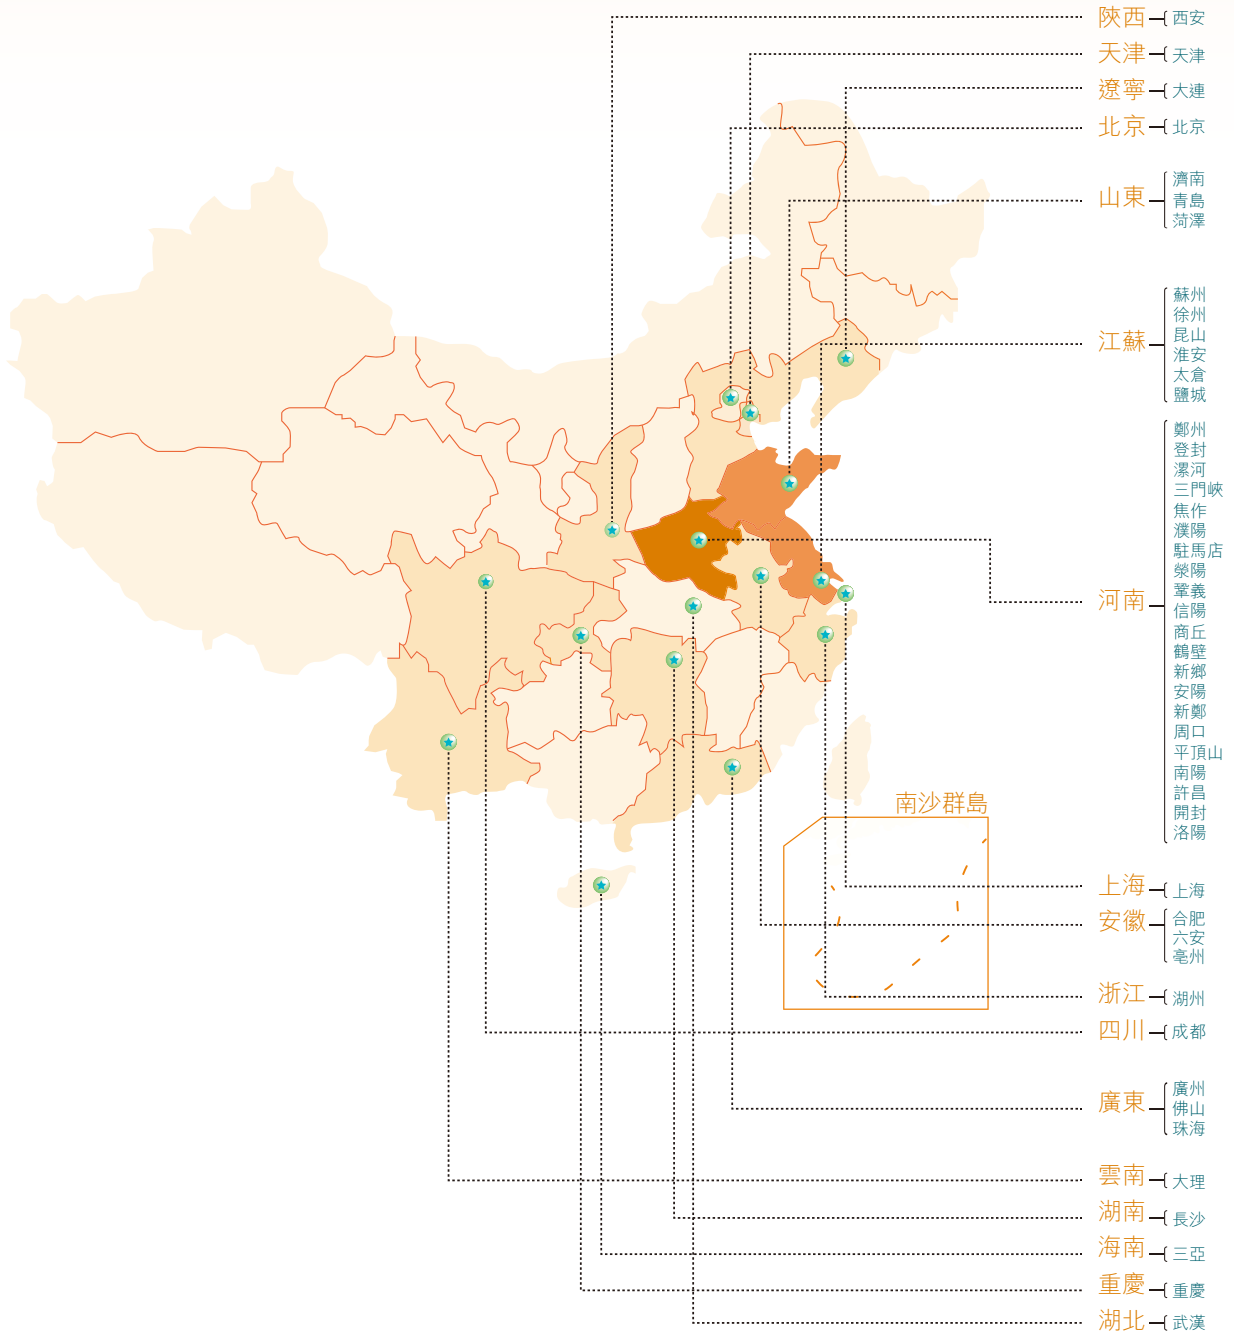 陝西
西安
天津
天津
遼寧
大連
北京
北京
山東
濟南
青島
菏澤
江蘇
蘇州
徐州
昆山
淮安
太倉
鹽城
河南
鄭州
登封
漯河
三門峽
焦作
濮陽
駐馬店
滎陽
鞏義
信陽
商丘
鶴壁
新鄉
安陽
新鄭
周口
平頂山
南陽
許昌
開封
洛陽
南沙群島
上海
上海
安徽
合肥
六安
亳州
浙江
湖州
四川
成都
廣東
廣州
佛山
珠海
雲南
大理
湖南
長沙
海南
三亞
重慶
重慶
湖北
武漢